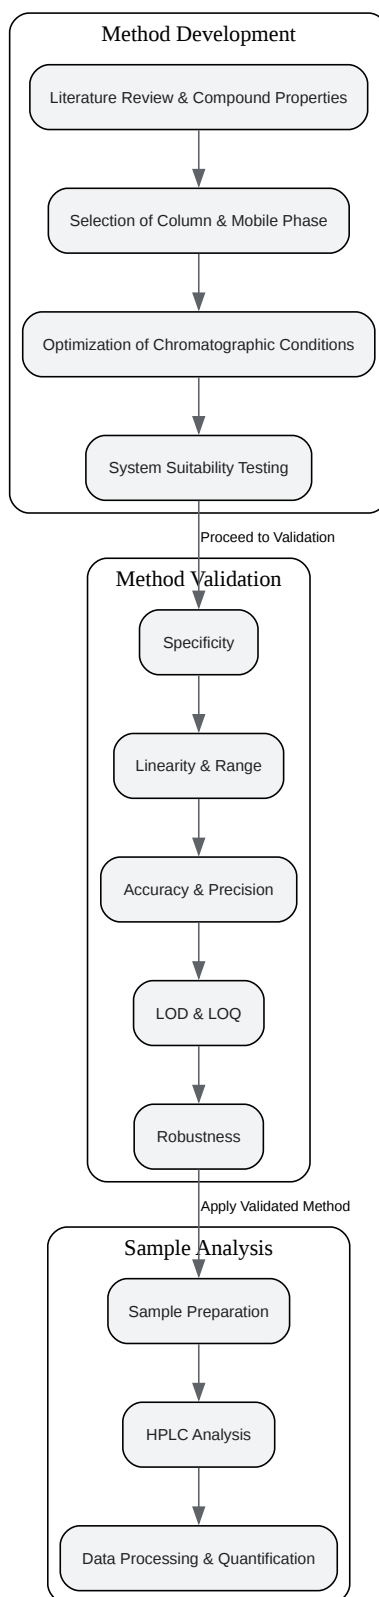 Method Development
Literature Review & Compound Properties
Selection of Column & Mobile Phase
Optimization of Chromatographic Conditions
System Suitability Testing
Proceed to Validation
Method Validation
Specificity
Linearity & Range
Accuracy & Precision
LOD & LOQ
Robustness
Apply Validated Method
Sample Analysis
Sample Preparation
HPLC Analysis
Data Processing & Quantification